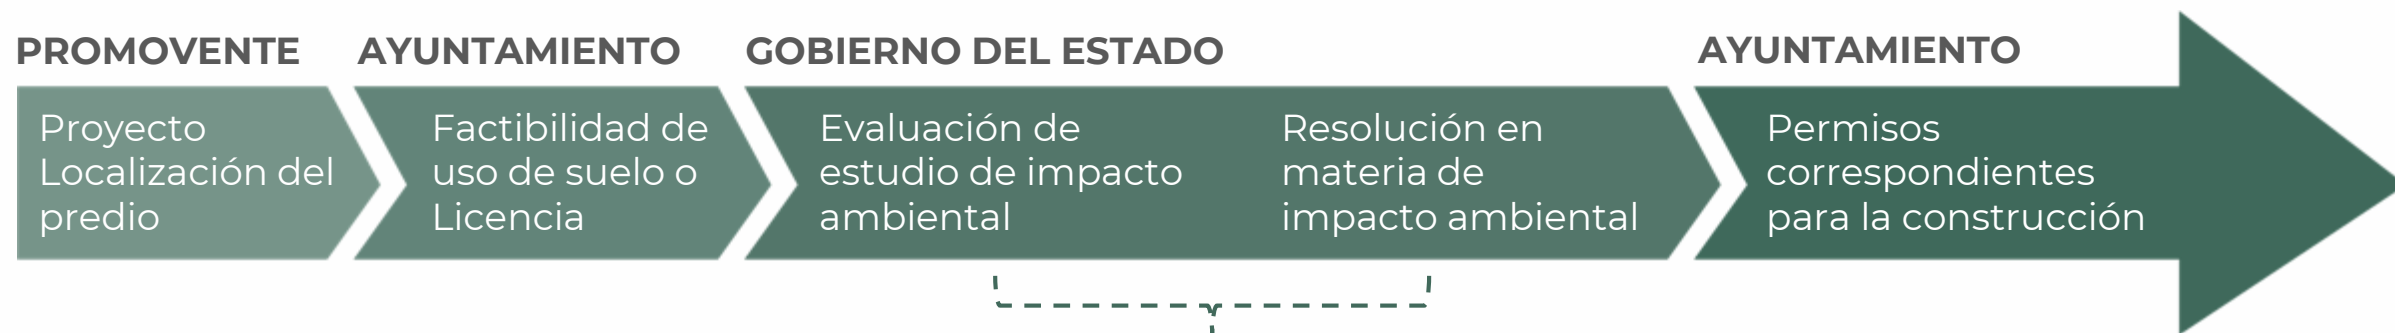 PROMOVENTE
Proyecto
Localización del
predio
AYUNTAMIENTO
Factibilidad de
uso de suelo o
Licencia
GOBIERNO DEL ESTADO
Evaluación de
estudio de impacto
ambiental
Resolución en
materia de
impacto ambiental
AYUNTAMIENTO
Permisos
correspondientes
para la construcción